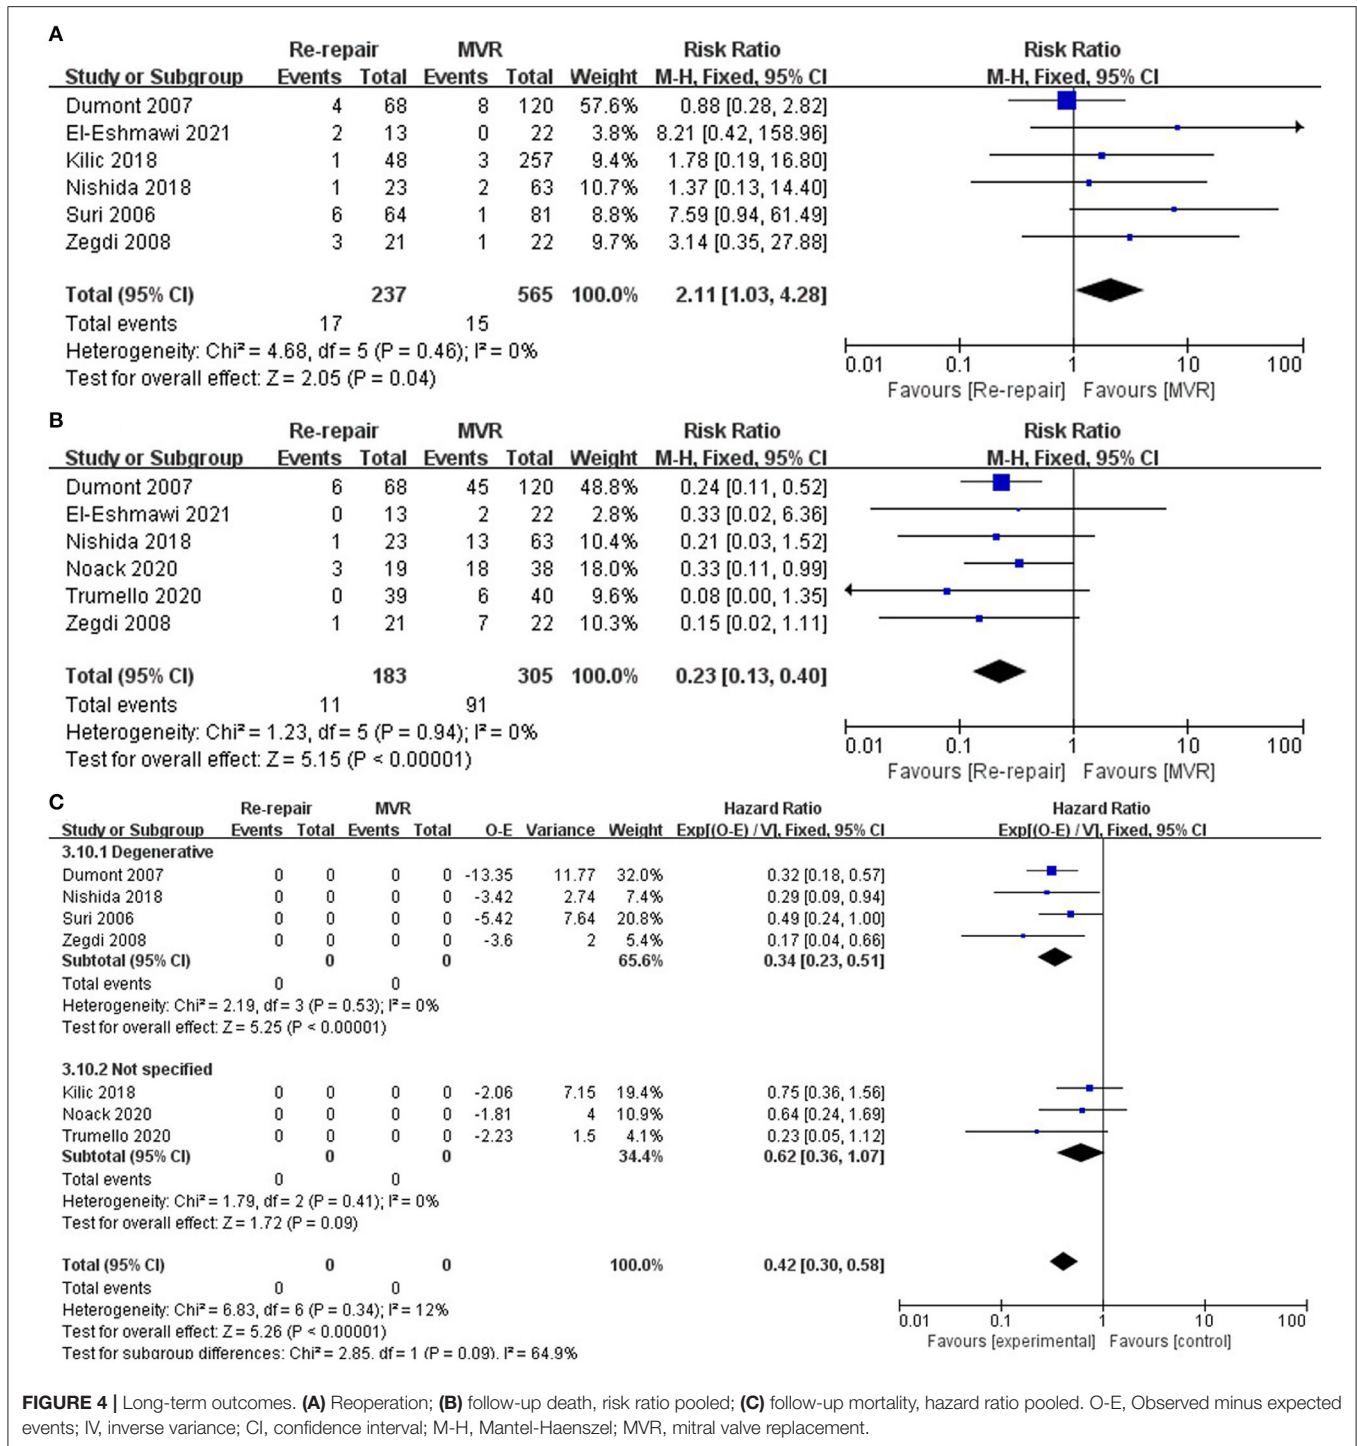 A
Re-repair MVR Risk Ratio Risk Ratio
Study or Subgroup Events Total Events Total Weight M-H, Fixed, 95% CI M-H, Fixed, 95% CI
Dumont 2007 4 68 8 120 57.6% 0.88 [0.28, 2.82]
El-Eshmawi 2021 2 13 0 22 3.8% 8.21 [0.42, 158.96]
Kilic 2018 1 48 3 257 9.4% 1.78 [0.19, 16.80]
Nishida 2018 1 23 2 63 10.7% 1.37 [0.13, 14.40]
Suri 2006 6 64 1 81 8.8% 7.59 [0.94, 61.49]
Zegdi 2008 3 21 1 22 9.7% 3.14 [0.35, 27.88]
Total (95% CI) 237 565 100.0% 2.11 [1.03, 4.28]
Total events 17 15
Heterogeneity: Chi² = 4.68, df = 5 (P = 0.46); I² = 0%
Test for overall effect: Z = 2.05 (P = 0.04)
0.01 0.1 1 10 100
Favours [Re-repair] Favours [MVR]
B
Re-repair MVR Risk Ratio Risk Ratio
Study or Subgroup Events Total Events Total Weight M-H, Fixed, 95% CI M-H, Fixed, 95% CI
Dumont 2007 6 68 45 120 48.8% 0.24 [0.11, 0.52]
El-Eshmawi 2021 0 13 2 22 2.8% 0.33 [0.02, 6.36]
Nishida 2018 1 23 13 63 10.4% 0.21 [0.03, 1.52]
Noack 2020 3 19 18 38 18.0% 0.33 [0.11, 0.99]
Trumello 2020 0 39 6 40 9.6% 0.08 [0.00, 1.35]
Zegdi 2008 1 21 7 22 10.3% 0.15 [0.02, 1.11]
Total (95% CI) 183 305 100.0% 0.23 [0.13, 0.40]
Total events 11 91
Heterogeneity: Chi² = 1.23, df = 5 (P = 0.94); I² = 0%
Test for overall effect: Z = 5.15 (P < 0.00001)
0.01 0.1 1 10 100
Favours [Re-repair] Favours [MVR]
C
Re-repair MVR Hazard Ratio Hazard Ratio
Study or Subgroup Events Total Events Total O-E Variance Weight Exp[(O-E) / V], Fixed, 95% CI Exp[(O-E) / V], Fixed, 95% CI
3.10.1 Degenerative
Dumont 2007 0 0 0 0 -13.35 11.77 32.0% 0.32 [0.18, 0.57]
Nishida 2018 0 0 0 0 -3.42 2.74 7.4% 0.29 [0.09, 0.94]
Suri 2006 0 0 0 0 -5.42 7.64 20.8% 0.49 [0.24, 1.00]
Zegdi 2008 0 0 0 0 -3.6 2 5.4% 0.17 [0.04, 0.66]
Subtotal (95% CI) 0 0 65.6% 0.34 [0.23, 0.51]
Total events 0 0
Heterogeneity: Chi² = 2.19, df = 3 (P = 0.53); I² = 0%
Test for overall effect: Z = 5.25 (P < 0.00001)
3.10.2 Not specified
Kilic 2018 0 0 0 0 -2.06 7.15 19.4% 0.75 [0.36, 1.56]
Noack 2020 0 0 0 0 -1.81 4 10.9% 0.64 [0.24, 1.69]
Trumello 2020 0 0 0 0 -2.23 1.5 4.1% 0.23 [0.05, 1.12]
Subtotal (95% CI) 0 0 34.4% 0.62 [0.36, 1.07]
Total events 0 0
Heterogeneity: Chi² = 1.79, df = 2 (P = 0.41); I² = 0%
Test for overall effect: Z = 1.72 (P = 0.09)
Total (95% CI) 0 0 100.0% 0.42 [0.30, 0.58]
Total events 0 0
Heterogeneity: Chi² = 6.83, df = 6 (P = 0.34); I² = 12%
Test for overall effect: Z = 5.26 (P < 0.00001)
Test for subgroup differences: Chi² = 2.85, df = 1 (P = 0.09), I² = 64.9%
0.01 0.1 1 10 100
Favours [experimental] Favours [control]
FIGURE 4 | Long-term outcomes. (A) Reoperation; (B) follow-up death, risk ratio pooled; (C) follow-up mortality, hazard ratio pooled. O-E, Observed minus expected
events; IV, inverse variance; CI, confidence interval; M-H, Mantel-Haenszel; MVR, mitral valve replacement.